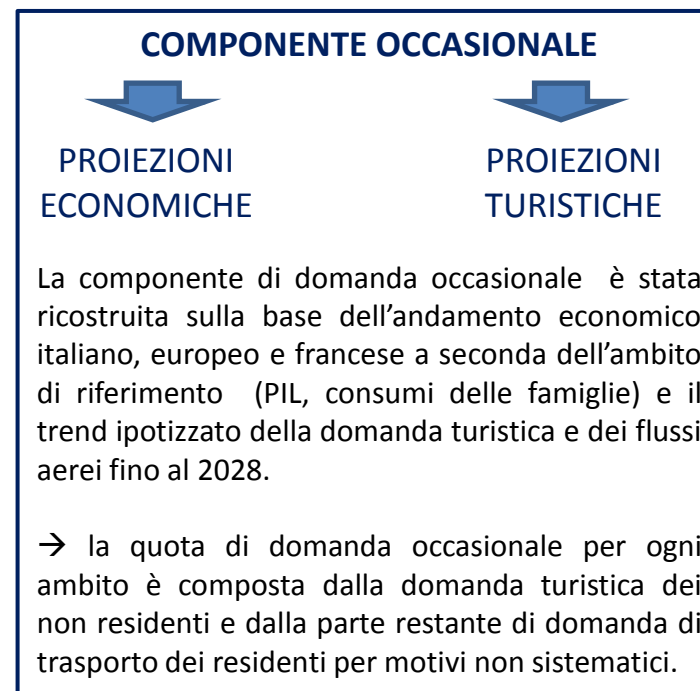 COMPONENTE OCCASIONALE
PROIEZIONI ECONOMICHE
PROIEZIONI TURISTICHE
La componente di domanda occasionale è stata
ricostruita sulla base dell'andamento economico
italiano, europeo e francese a seconda dell'ambito
di riferimento (PIL, consumi delle famiglie) e il
trend ipotizzato della domanda turistica e dei flussi
aerei fino al 2028.
→ la quota di domanda occasionale per ogni
ambito è composta dalla domanda turistica dei
non residenti e dalla parte restante di domanda di
trasporto dei residenti per motivi non sistematici.